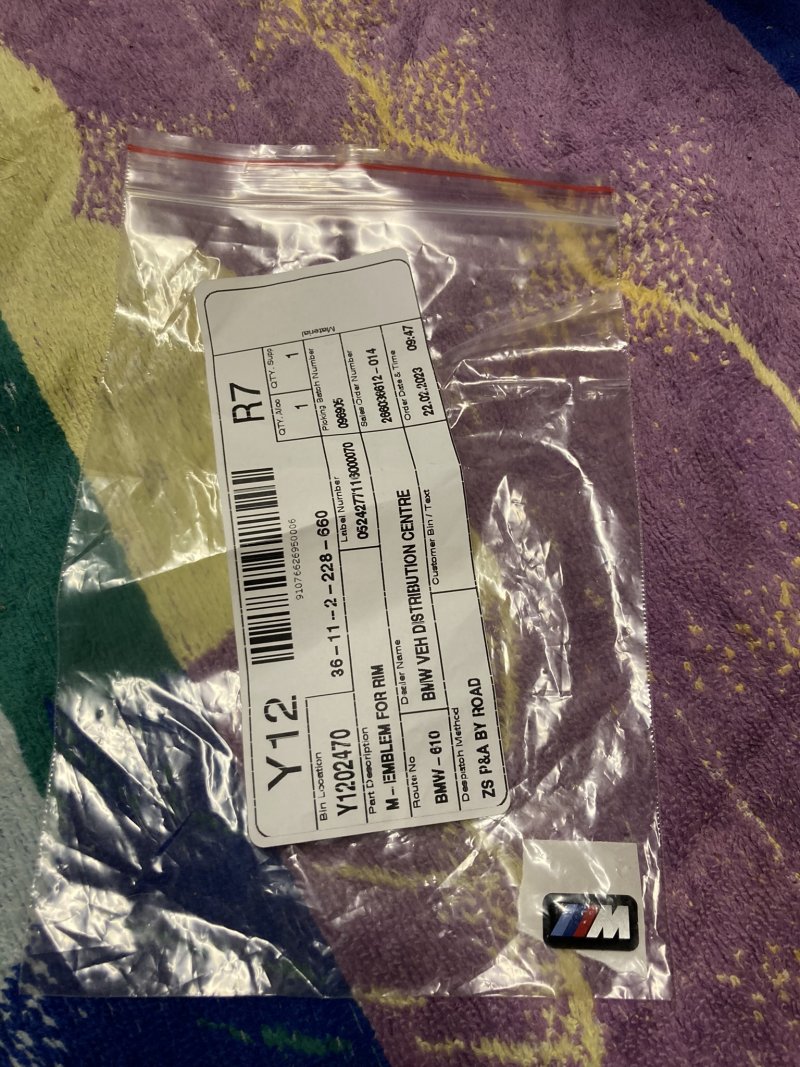 Y12
91076626950006
R7
QTY. Alloc
QTY. Supp
1
1
Material
Bin Location
Y1202470
36-11--2-228-660
Picking Batch Number
096905
Part Description
M - EMBLEM FOR RIM
Label Number
05242771116000070
Sales Order Number
266036612-014
Route No
BMW - 610
Dealer Name
BMW VEH DISTRIBUTION CENTRE
Order Date & Time
22.02.2023 09:47
Despatch Method
ZS P&A BY ROAD
Customer Bin / Text
M